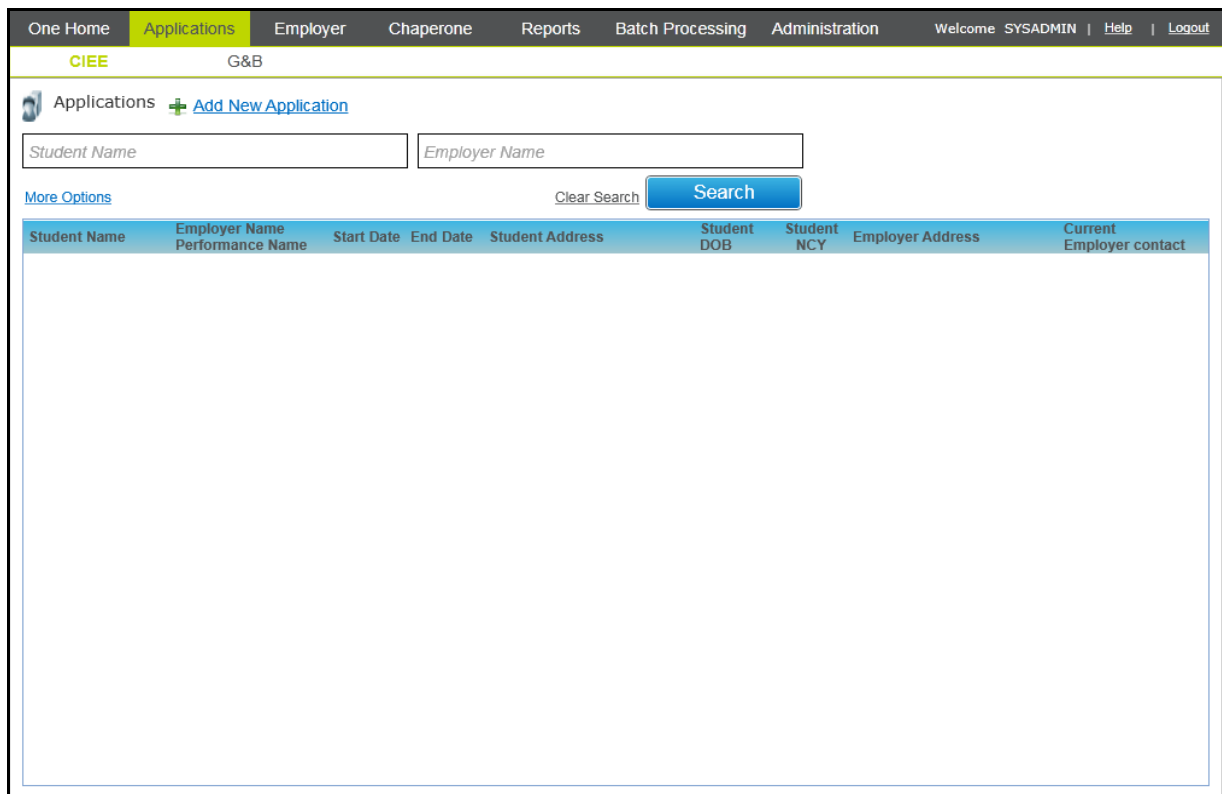 One Home Applications Employer Chaperone Reports Batch Processing Administration Welcome SYSADMIN | Help | Logout
CIEE G&B
Applications Add New Application
Student Name Employer Name
More Options Clear Search Search
Student Name Employer Name Performance Name Start Date End Date Student Address Student DOB Student NCY Employer Address Current Employer contact